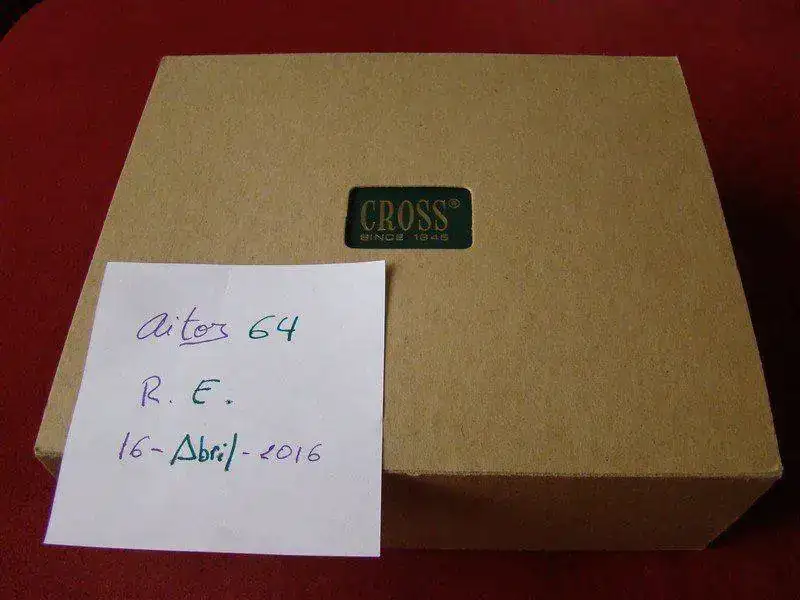 CROSS®
SINCE 1846
aitor 64
R. E.
16-Abril-2016